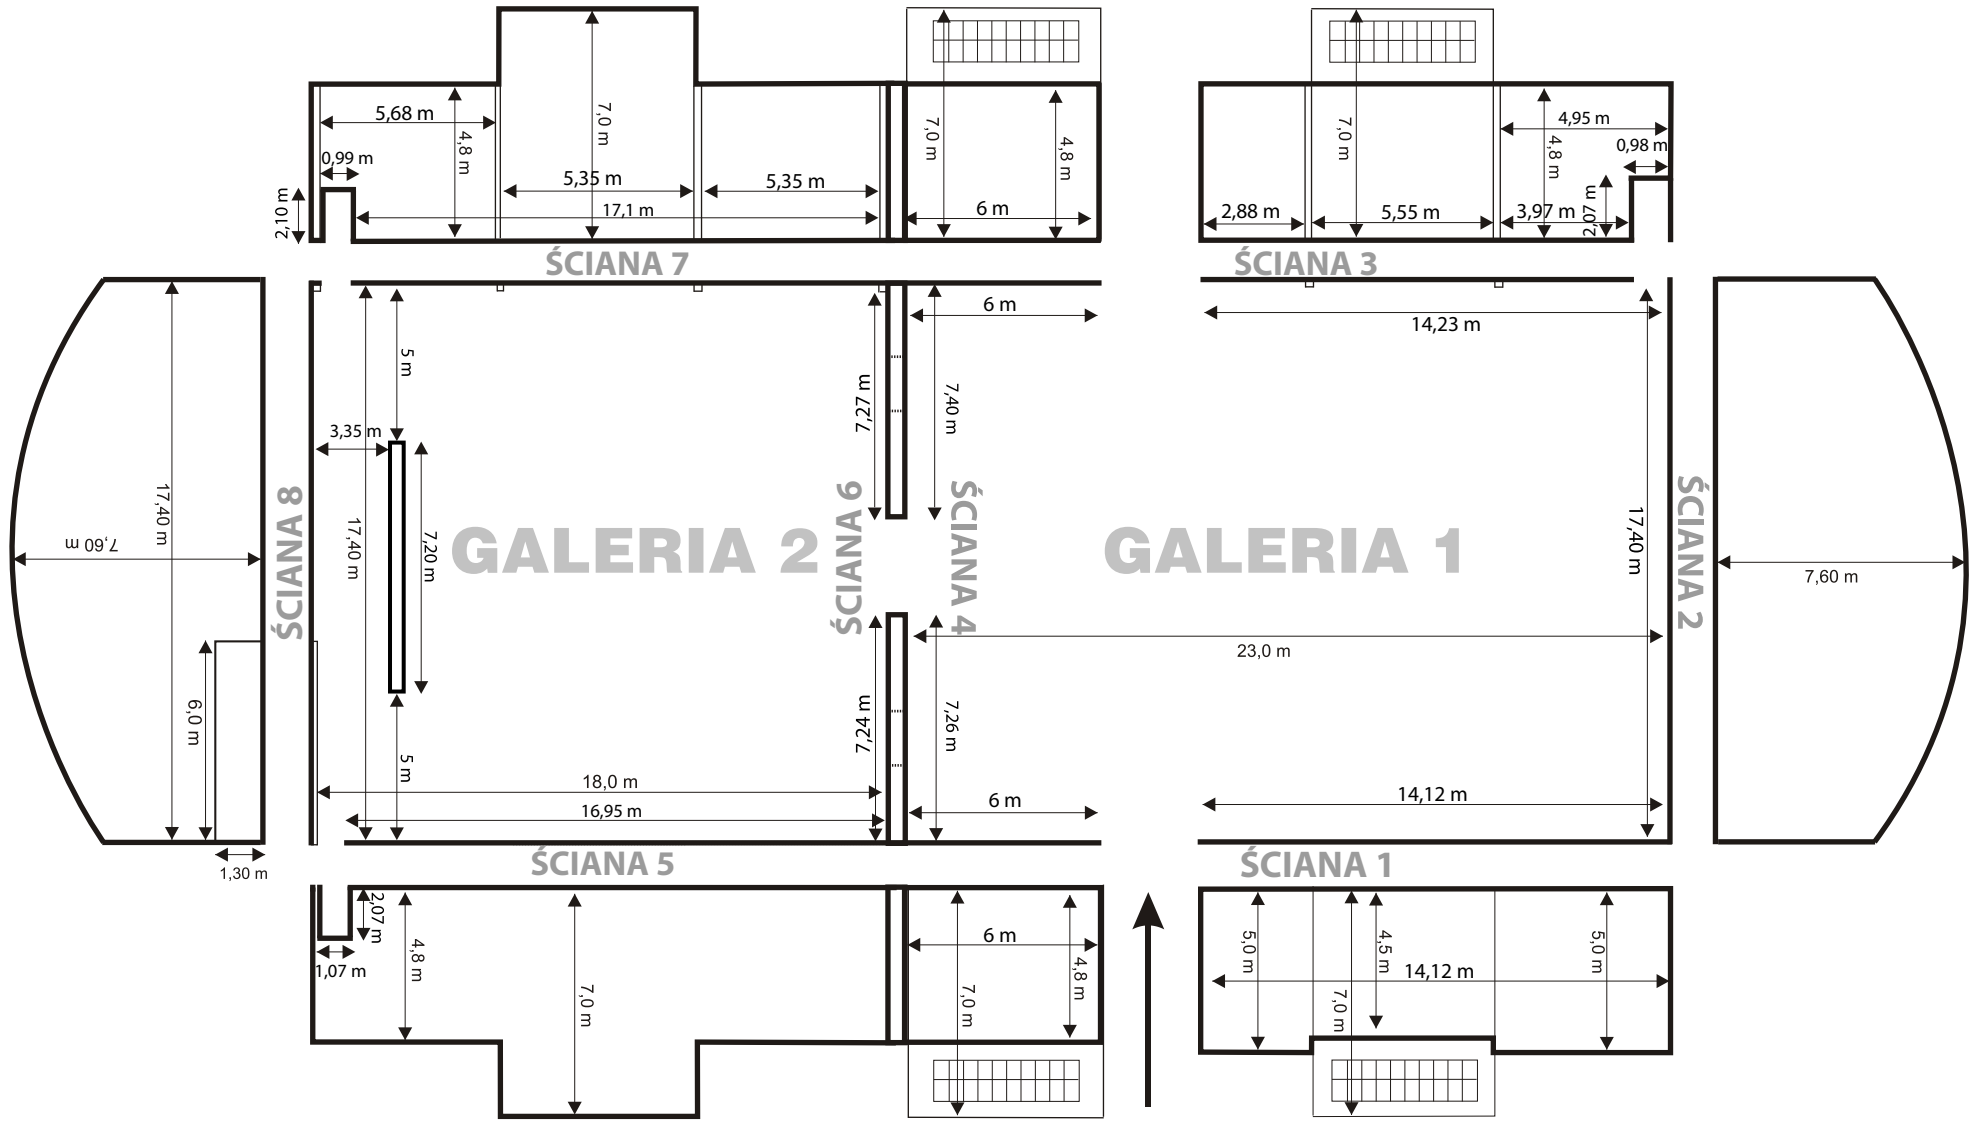 5,68 m
4,8 m
7,0 m
7,0 m
4,8 m
7,0 m
4,95 m
4,8 m
0,99 m
0,98 m
5,35 m
5,35 m
2,10 m
17,1 m
6 m
2,88 m
5,55 m
3,97 m
2,07 m
ŚCIANA 7
ŚCIANA 3
6 m
14,23 m
5 m
7,27 m
7,40 m
3,35 m
17,40 m
7,60 m
ŚCIANA 8
17,40 m
7,20 m
GALERIA 2
ŚCIANA 6
ŚCIANA 4
GALERIA 1
17,40 m
ŚCIANA 2
7,60 m
23,0 m
6,0 m
5 m
7,24 m
7,26 m
18,0 m
16,95 m
6 m
14,12 m
1,30 m
ŚCIANA 5
ŚCIANA 1
2,07 m
1,07 m
4,8 m
7,0 m
6 m
7,0 m
4,8 m
5,0 m
4,5 m
5,0 m
14,12 m
7,0 m